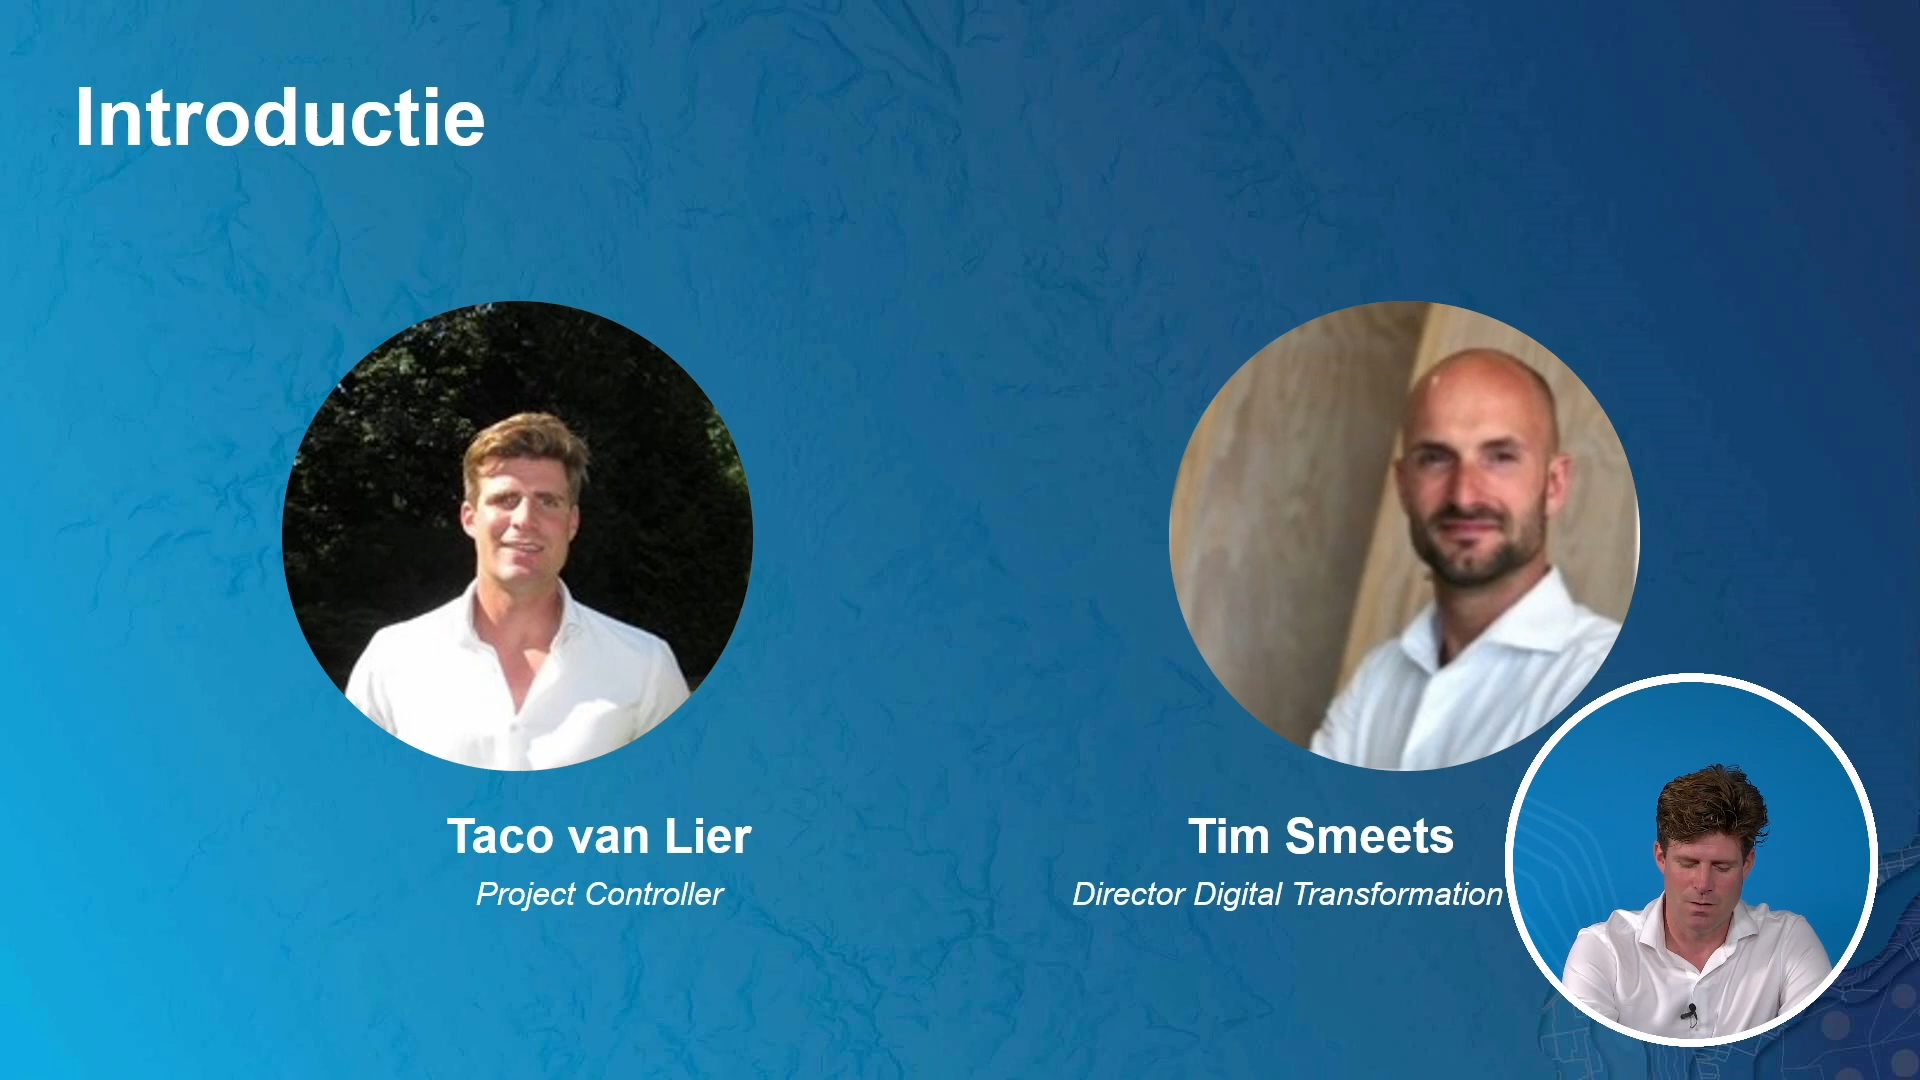 Introductie
Taco van Lier
Project Controller
Tim Smeets
Director Digital Transformation